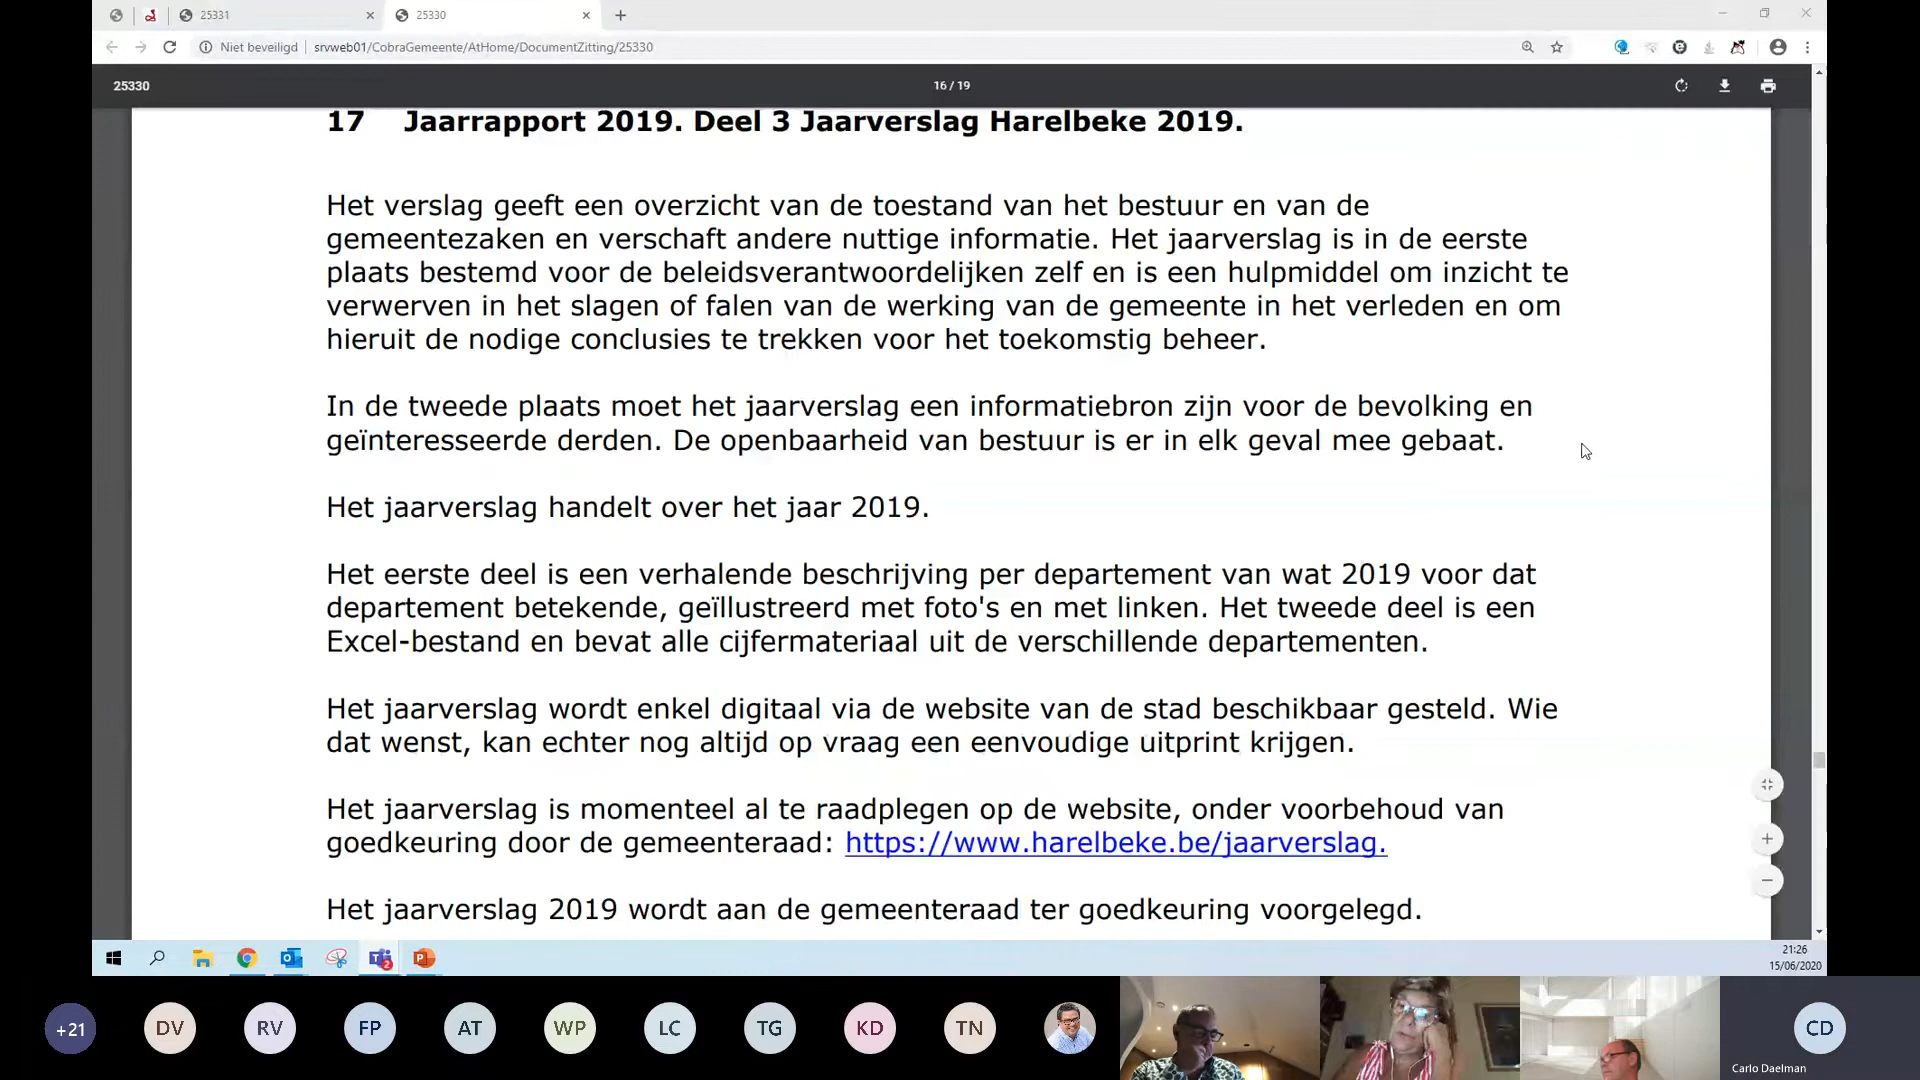 25331
25330
Niet beveiligd
srvweb01/CobraGemeente/AtHome/DocumentZitting/25330
25330
16 / 19
17 Jaarrapport 2019. Deel 3 Jaarverslag Harelbeke 2019.
Het verslag geeft een overzicht van de toestand van het bestuur en van de
gemeentezaken en verschaft andere nuttige informatie. Het jaarverslag is in de eerste
plaats bestemd voor de beleidsverantwoordelijken zelf en is een hulpmiddel om inzicht te
verwerven in het slagen of falen van de werking van de gemeente in het verleden en om
hieruit de nodige conclusies te trekken voor het toekomstig beheer.
In de tweede plaats moet het jaarverslag een informatiebron zijn voor de bevolking en
geïnteresseerde derden. De openbaarheid van bestuur is er in elk geval mee gebaat.
Het jaarverslag handelt over het jaar 2019.
Het eerste deel is een verhalende beschrijving per departement van wat 2019 voor dat
departement betekende, geïllustreerd met foto's en met linken. Het tweede deel is een
Excel-bestand en bevat alle cijfermateriaal uit de verschillende departementen.
Het jaarverslag wordt enkel digitaal via de website van de stad beschikbaar gesteld. Wie
dat wenst, kan echter nog altijd op vraag een eenvoudige uitprint krijgen.
Het jaarverslag is momenteel al te raadplegen op de website, onder voorbehoud van
goedkeuring door de gemeenteraad: https://www.harelbeke.be/jaarverslag.
Het jaarverslag 2019 wordt aan de gemeenteraad ter goedkeuring voorgelegd.
21:26
15/06/2020
+21
DV
RV
FP
AT
WP
LC
TG
KD
TN
CD
Carlo Daelman